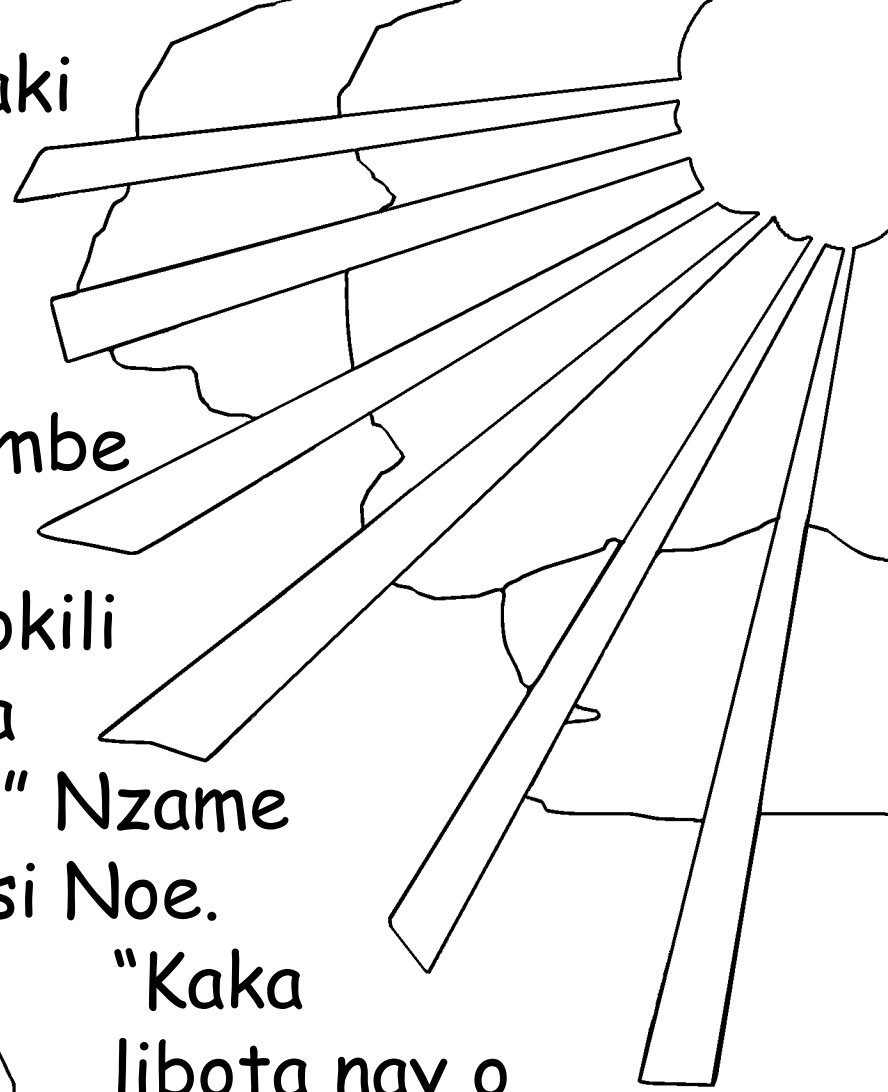 aki
mbe
okili
a
" Nzame
si Noe.
"Kaka
libota nay o